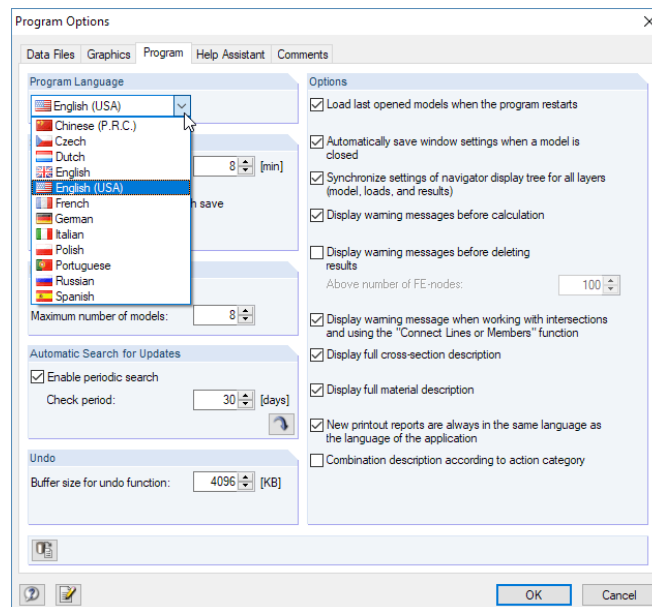 Program Options
Data Files Graphics Program Help Assistant Comments
Program Language
English (USA)
Chinese (P.R.C.)
Czech
Dutch
English
English (USA)
French
German
Italian
Polish
Portuguese
Russian
Spanish
8 [min]
save
Maximum number of models: 8
Automatic Search for Updates
Enable periodic search
Check period: 30 [days]
Undo
Buffer size for undo function: 4096 [KB]
Options
Load last opened models when the program restarts
Automatically save window settings when a model is
closed
Synchronize settings of navigator display tree for all layers
(model, loads, and results)
Display warning messages before calculation
Display warning messages before deleting
results
Above number of FE-nodes: 100
Display warning message when working with intersections
and using the "Connect Lines or Members" function
Display full cross-section description
Display full material description
New printout reports are always in the same language as
the language of the application
Combination description according to action category
OK Cancel